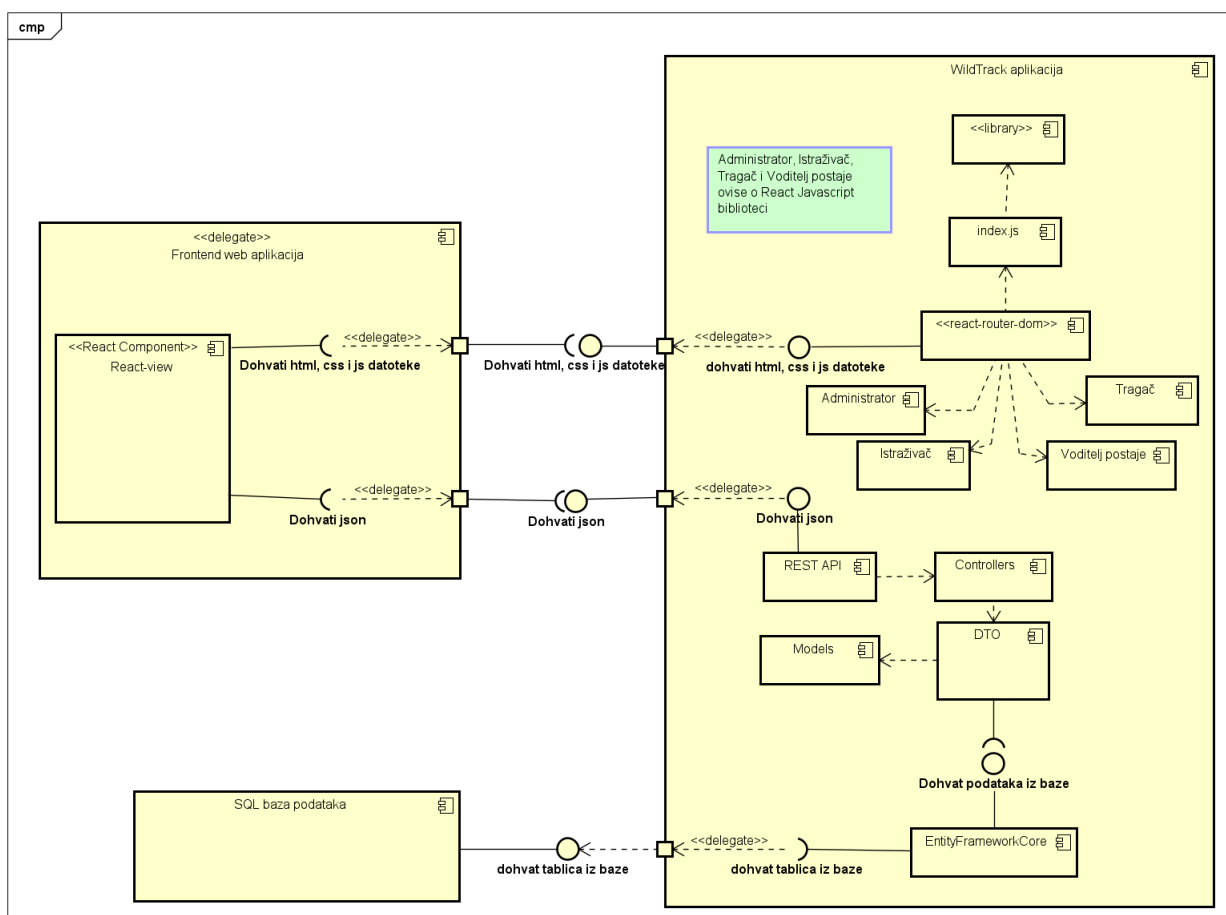 cmp
WildTrack aplikacija
<<library>>
Administrator, Istraživač,
Tragač i Voditelj postaje
ovise o React Javascript
biblioteci
index.js
<<delegate>>
Frontend web aplikacija
<<React Component>>
React-view
<<delegate>>
Dohvati html, css i js datoteke
Dohvati html, css i js datoteke
<<delegate>>
dohvati html, css i js datoteke
<<react-router-dom>>
Administrator
Tragač
Istraživač
Voditelj postaje
<<delegate>>
Dohvati json
Dohvati json
<<delegate>>
Dohvati json
REST API
Controllers
Models
DTO
Dohvat podataka iz baze
SQL baza podataka
dohvat tablica iz baze
<<delegate>>
dohvat tablica iz baze
EntityFrameworkCore